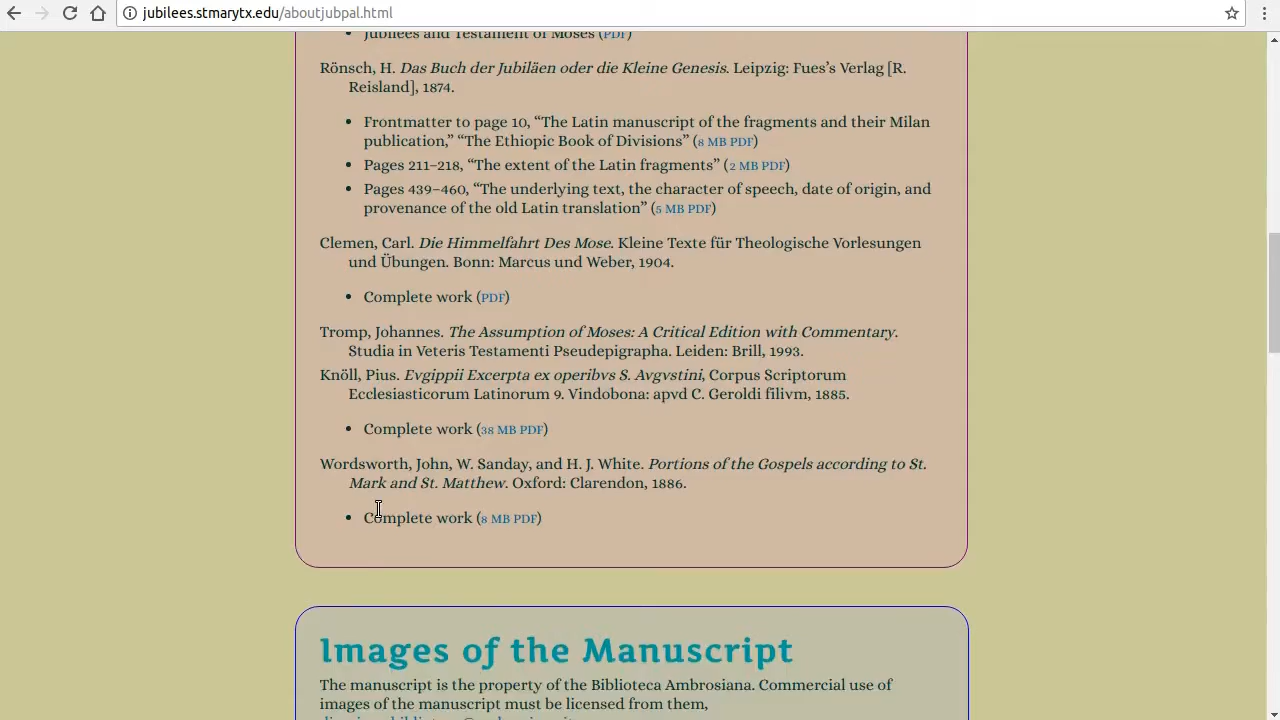 jubilees.stmarytx.edu/aboutjubpal.html
• Jubilees and Testament of Moses (PDF)
Rönsch, H. Das Buch der Jubiläen oder die Kleine Genesis. Leipzig: Fues’s Verlag [R.
Reisland], 1874.
• Frontmatter to page 10, “The Latin manuscript of the fragments and their Milan
publication,” “The Ethiopic Book of Divisions” (8 MB PDF)
• Pages 211–218, “The extent of the Latin fragments” (2 MB PDF)
• Pages 439–460, “The underlying text, the character of speech, date of origin, and
provenance of the old Latin translation” (5 MB PDF)
Clemen, Carl. Die Himmelfahrt Des Mose. Kleine Texte für Theologische Vorlesungen
und Übungen. Bonn: Marcus und Weber, 1904.
• Complete work (PDF)
Tromp, Johannes. The Assumption of Moses: A Critical Edition with Commentary.
Studia in Veteris Testamenti Pseudepigrapha. Leiden: Brill, 1993.
Knöll, Pius. Evgippii Excerpta ex operibvs S. Avgvstini, Corpus Scriptorum
Ecclesiasticorum Latinorum 9. Vindobona: apvd C. Geroldi filivm, 1885.
• Complete work (38 MB PDF)
Wordsworth, John, W. Sanday, and H. J. White. Portions of the Gospels according to St.
Mark and St. Matthew. Oxford: Clarendon, 1886.
• Complete work (8 MB PDF)
Images of the Manuscript
The manuscript is the property of the Biblioteca Ambrosiana. Commercial use of
images of the manuscript must be licensed from them,